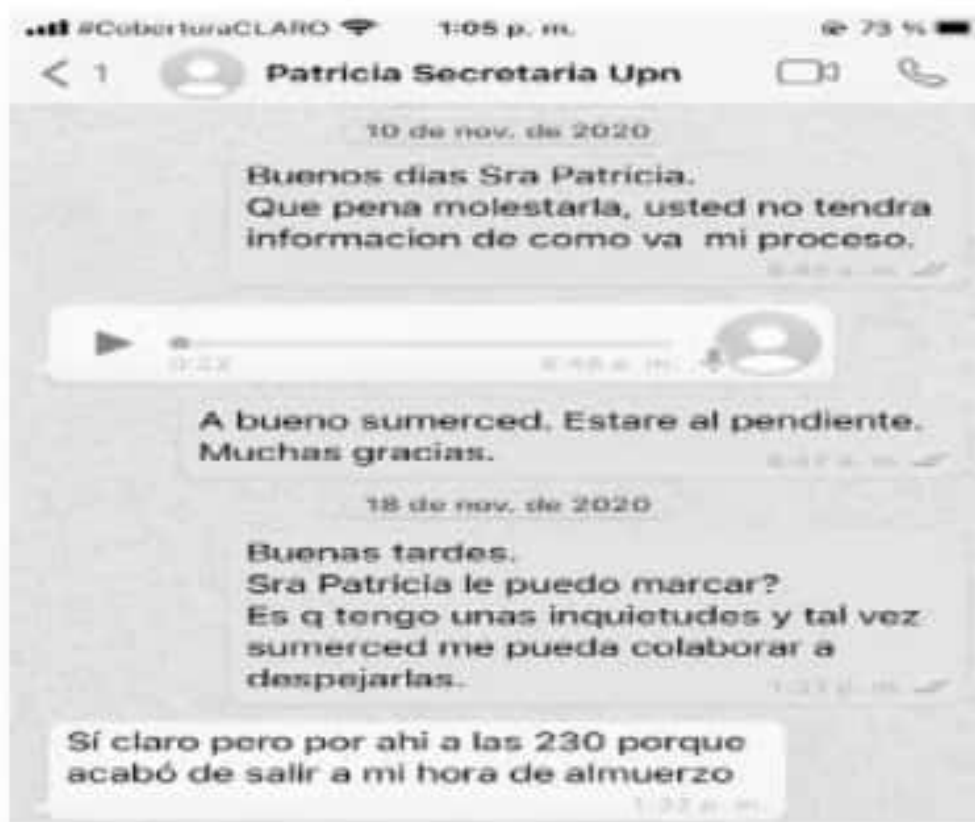 #CoberturaCLARO 1:05 p. m. 73 %
1 Patricia Secretaria Upn
10 de nov. de 2020
Buenos dias Sra Patricia.
Que pena molestarla, usted no tendra
informacion de como va mi proceso.
A bueno sumerced. Estare al pendiente.
Muchas gracias.
18 de nov. de 2020
Buenas tardes.
Sra Patricia le puedo marcar?
Es q tengo unas inquietudes y tal vez
sumerced me pueda colaborar a
despejarlas.
Sí claro pero por ahi a las 230 porque
acabó de salir a mi hora de almuerzo